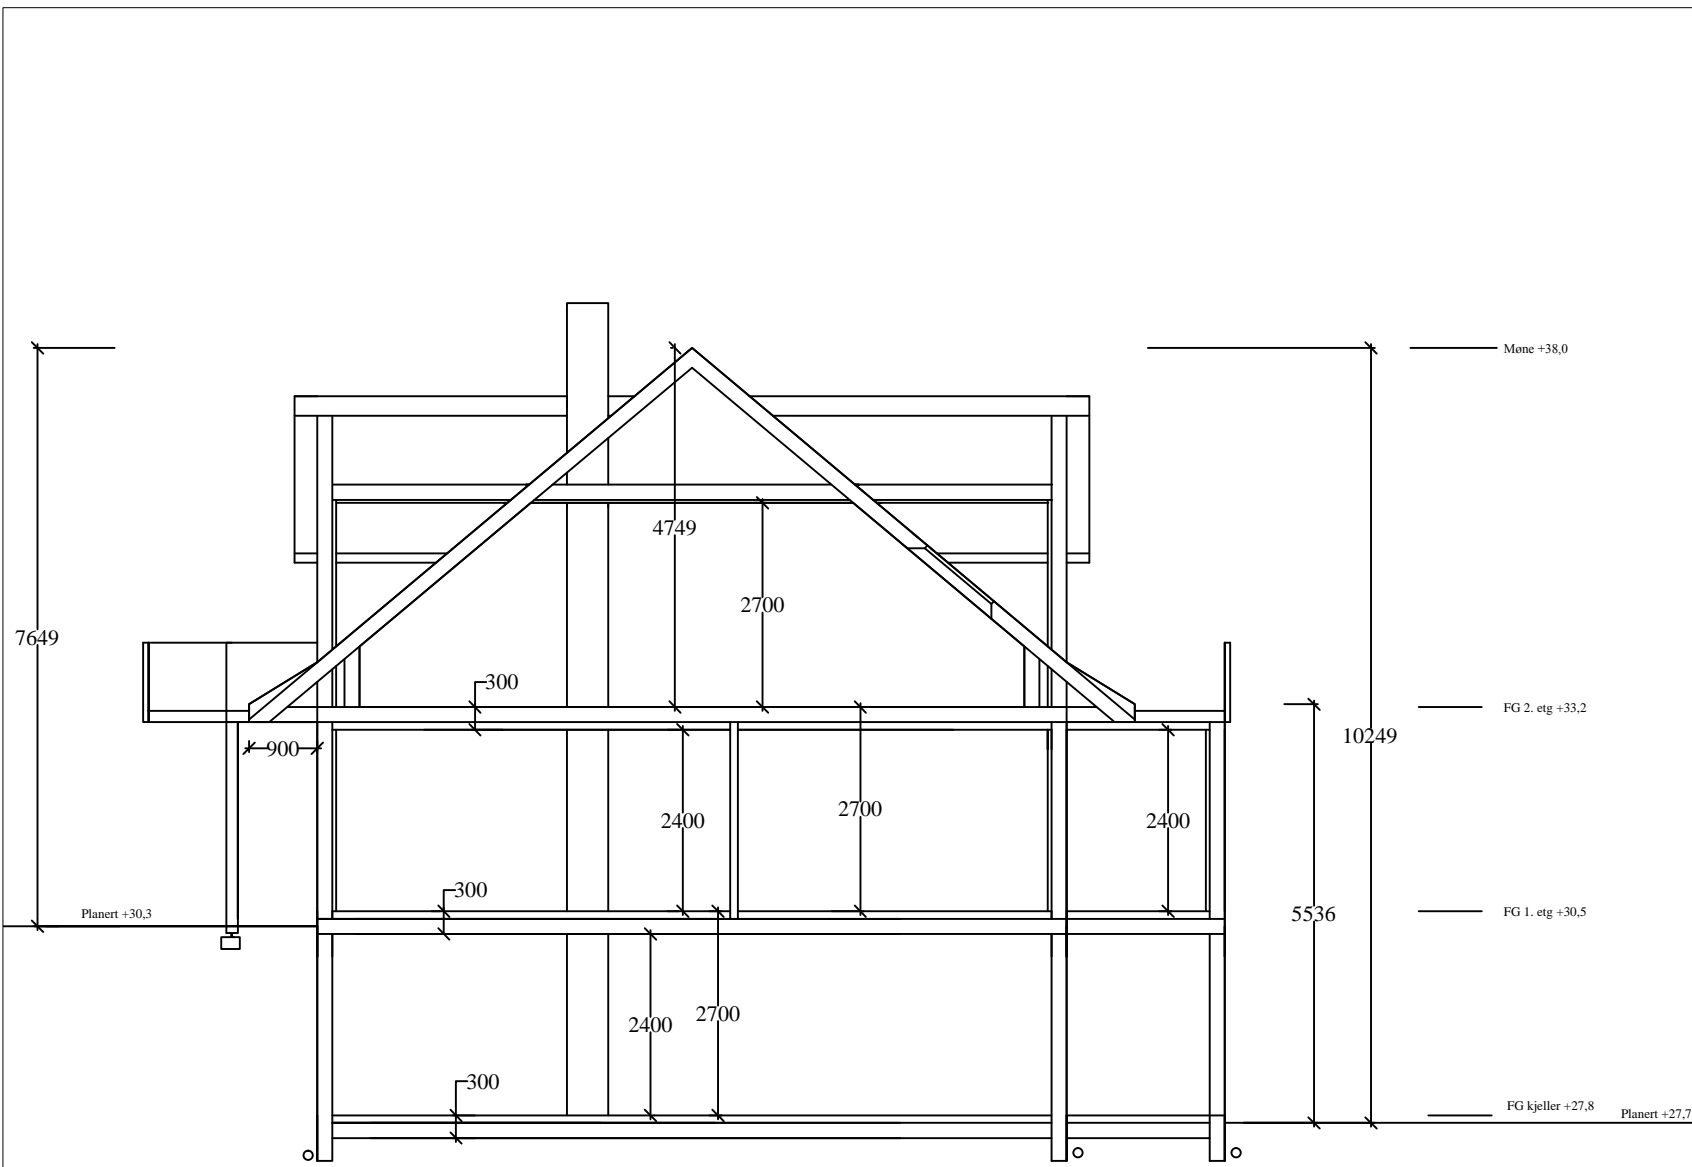 Møne +38,0
4749
2700
7649
300
FG 2. etg +33,2
10249
900
2700
2400
2400
300
Planert +30,3
5536
FG 1. etg +30,5
2700
2400
300
FG kjeller +27,8
Planert +27,7